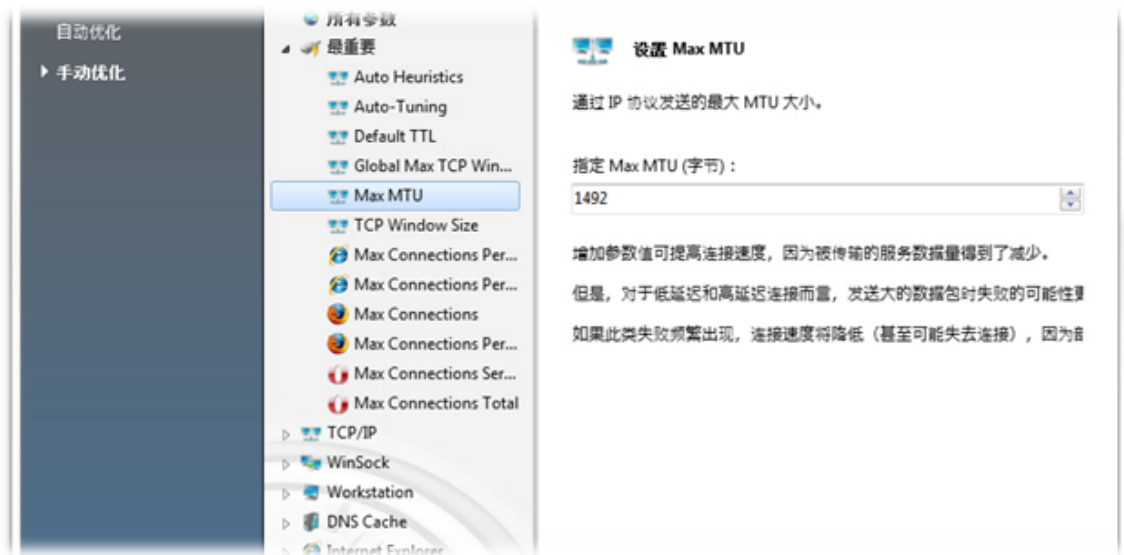 自动优化
手动优化
所有参数
最重要
Auto Heuristics
Auto-Tuning
Default TTL
Global Max TCP Win...
Max MTU
TCP Window Size
Max Connections Per...
Max Connections Per...
Max Connections
Max Connections Per...
Max Connections Ser...
Max Connections Total
TCP/IP
WinSock
Workstation
DNS Cache
Internet Explorer
设置 Max MTU
通过 IP 协议发送的最大 MTU 大小。
指定 Max MTU (字节)：
1492
增加参数值可提高连接速度，因为被传输的服务数据量得到了减少。
但是，对于低延迟和高延迟连接而言，发送大的数据包时失败的可能性更
如果此类失败频繁出现，连接速度将降低（甚至可能失去连接），因为